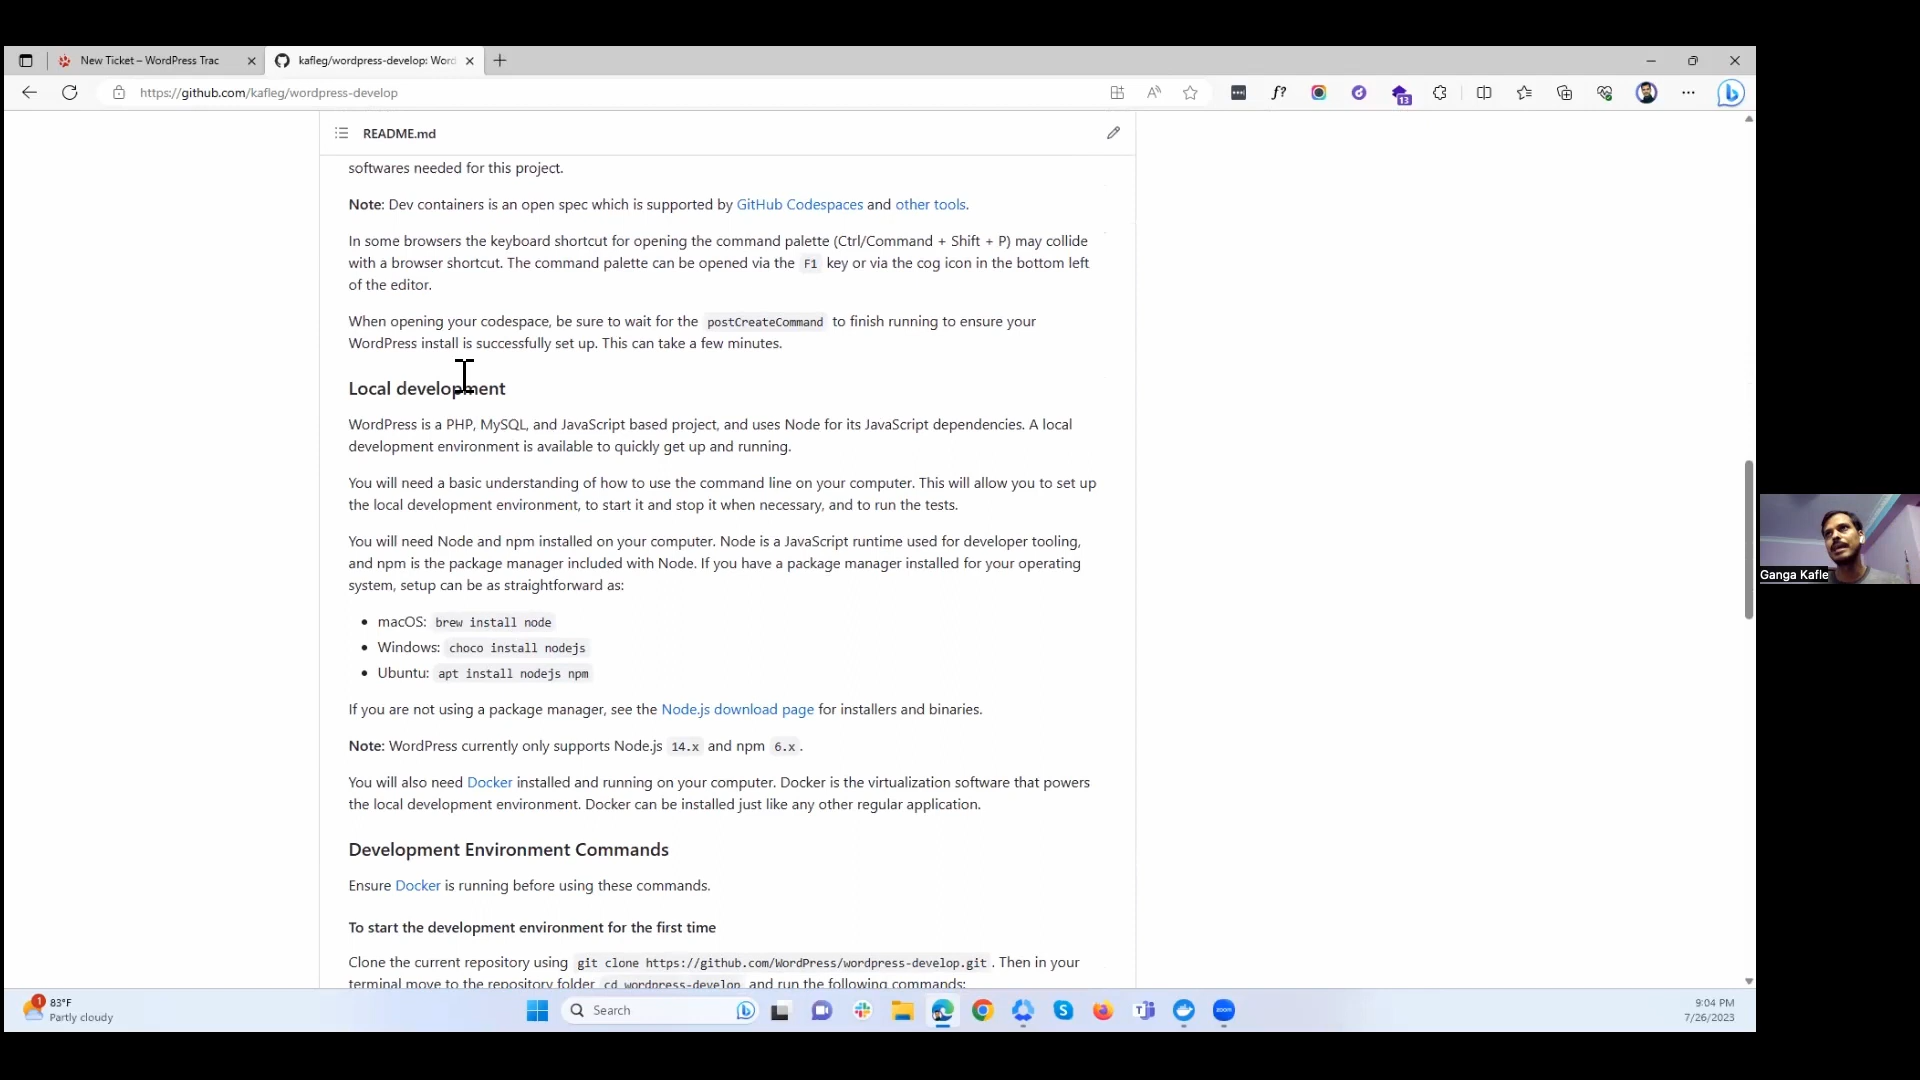 New Ticket – WordPress Trac
kafleg/wordpress-develop: Word
https://github.com/kafleg/wordpress-develop
f?
13
README.md
softwares needed for this project.
Note: Dev containers is an open spec which is supported by GitHub Codespaces and other tools.
In some browsers the keyboard shortcut for opening the command palette (Ctrl/Command + Shift + P) may collide
with a browser shortcut. The command palette can be opened via the F1 key or via the cog icon in the bottom left
of the editor.
When opening your codespace, be sure to wait for the postCreateCommand to finish running to ensure your
WordPress install is successfully set up. This can take a few minutes.
Local development
WordPress is a PHP, MySQL, and JavaScript based project, and uses Node for its JavaScript dependencies. A local
development environment is available to quickly get up and running.
You will need a basic understanding of how to use the command line on your computer. This will allow you to set up
the local development environment, to start it and stop it when necessary, and to run the tests.
You will need Node and npm installed on your computer. Node is a JavaScript runtime used for developer tooling,
and npm is the package manager included with Node. If you have a package manager installed for your operating
system, setup can be as straightforward as:
• macOS: brew install node
• Windows: choco install nodejs
• Ubuntu: apt install nodejs npm
If you are not using a package manager, see the Node.js download page for installers and binaries.
Note: WordPress currently only supports Node.js 14.x and npm 6.x.
You will also need Docker installed and running on your computer. Docker is the virtualization software that powers
the local development environment. Docker can be installed just like any other regular application.
Development Environment Commands
Ensure Docker is running before using these commands.
To start the development environment for the first time
Clone the current repository using git clone https://github.com/WordPress/wordpress-develop.git. Then in your
terminal move to the repository folder cd wordpress-develop and run the following commands:
Ganga Kafle
1
83°F
Partly cloudy
Search
zoom
9:04 PM
7/26/2023